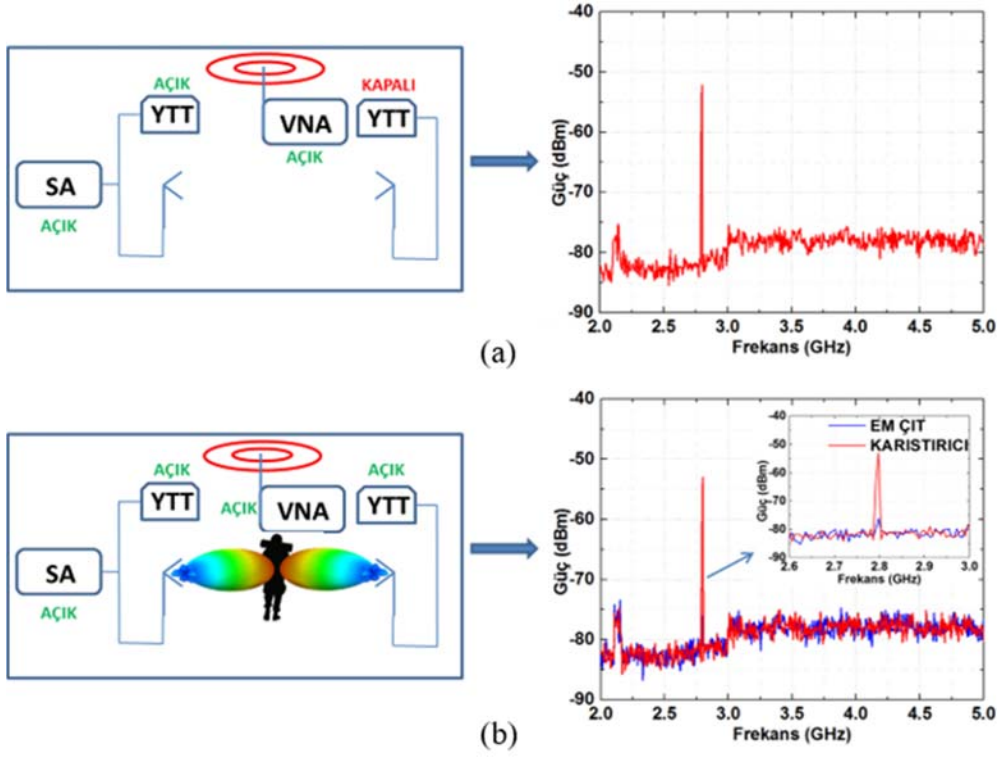 AÇIK
YTT
KAPALI
YTT
VNA
AÇIK
SA
AÇIK
Güç (dBm)
-40
-50
-60
-70
-80
-90
2.0 2.5 3.0 3.5 4.0 4.5 5.0
Frekans (GHz)
(a)
AÇIK
YTT
AÇIK
YTT
AÇIK
VNA
SA
AÇIK
Güç (dBm)
-40
-50
-60
-70
-80
-90
2.0 2.5 3.0 3.5 4.0 4.5 5.0
Frekans (GHz)
EM ÇIT
KARISTIRICI
Güç (dBm)
-40
-50
-60
-70
-80
-90
2.6 2.7 2.8 2.9 3.0
Frekans (GHz)
(b)